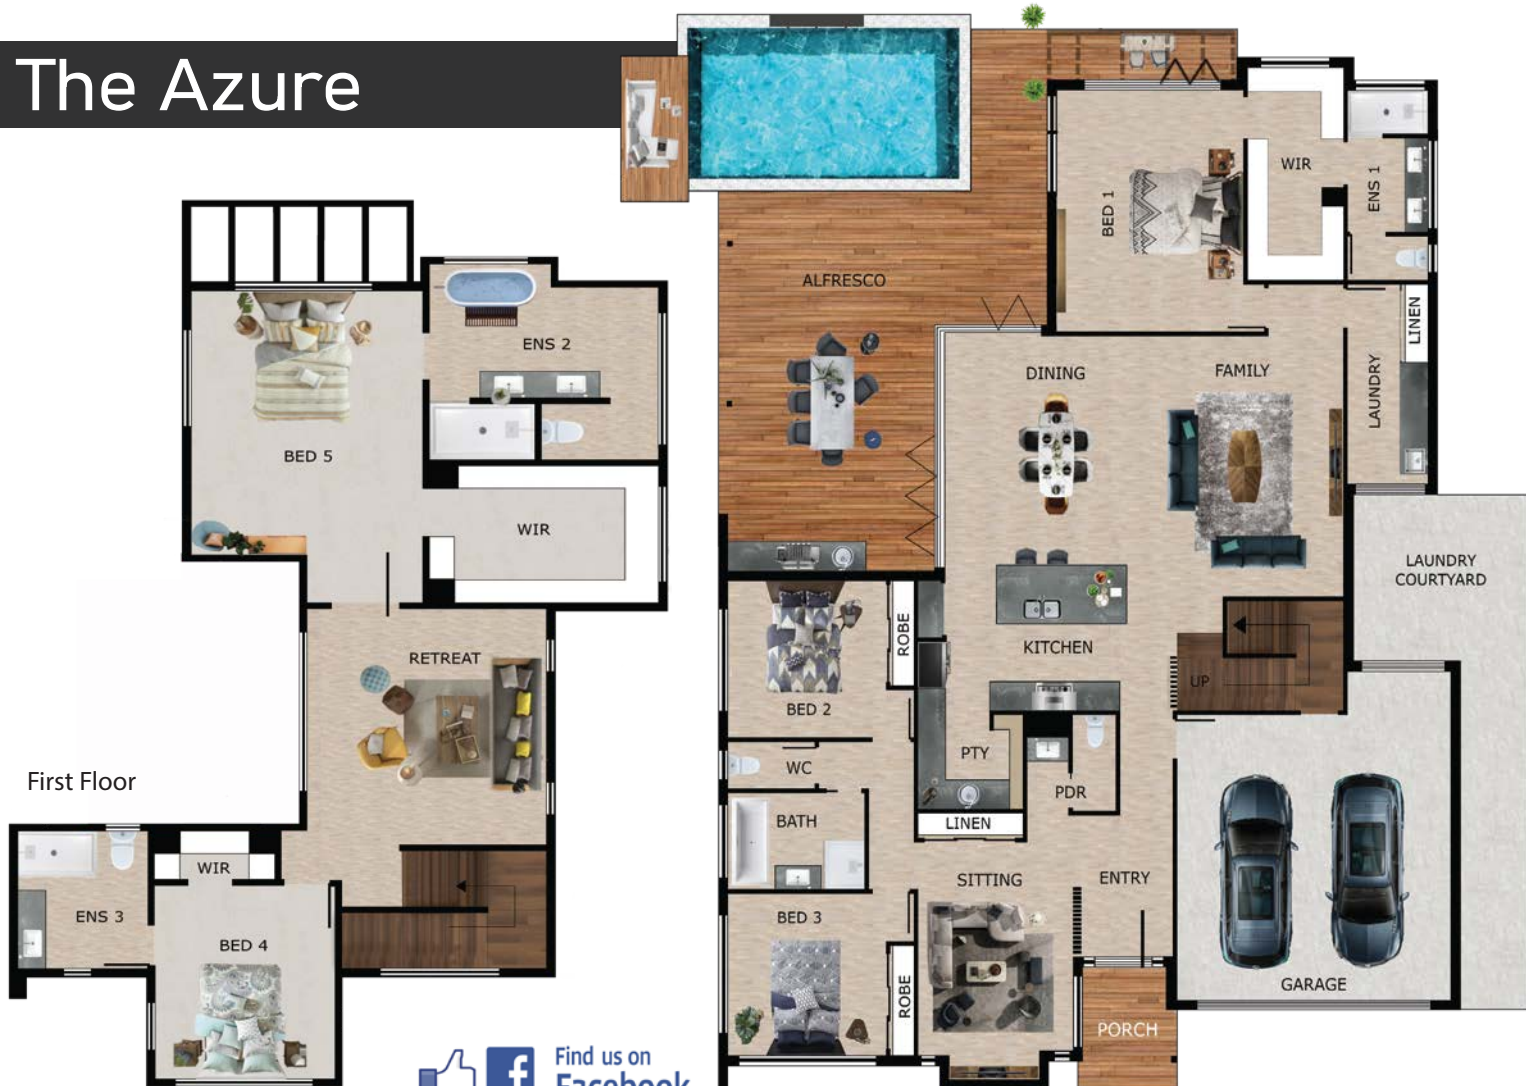 The Azure
ALFRESCO
BED 1
WIR
ENS 1
LINEN
LAUNDRY
DINING
FAMILY
LAUNDRY
COURTYARD
KITCHEN
UP
BED 2
ROBE
WC
BATH
PTY
PDR
LINEN
SITTING
ENTRY
BED 3
ROBE
GARAGE
PORCH
ENS 2
BED 5
WIR
RETREAT
First Floor
WIR
ENS 3
BED 4
Find us on
Facebook